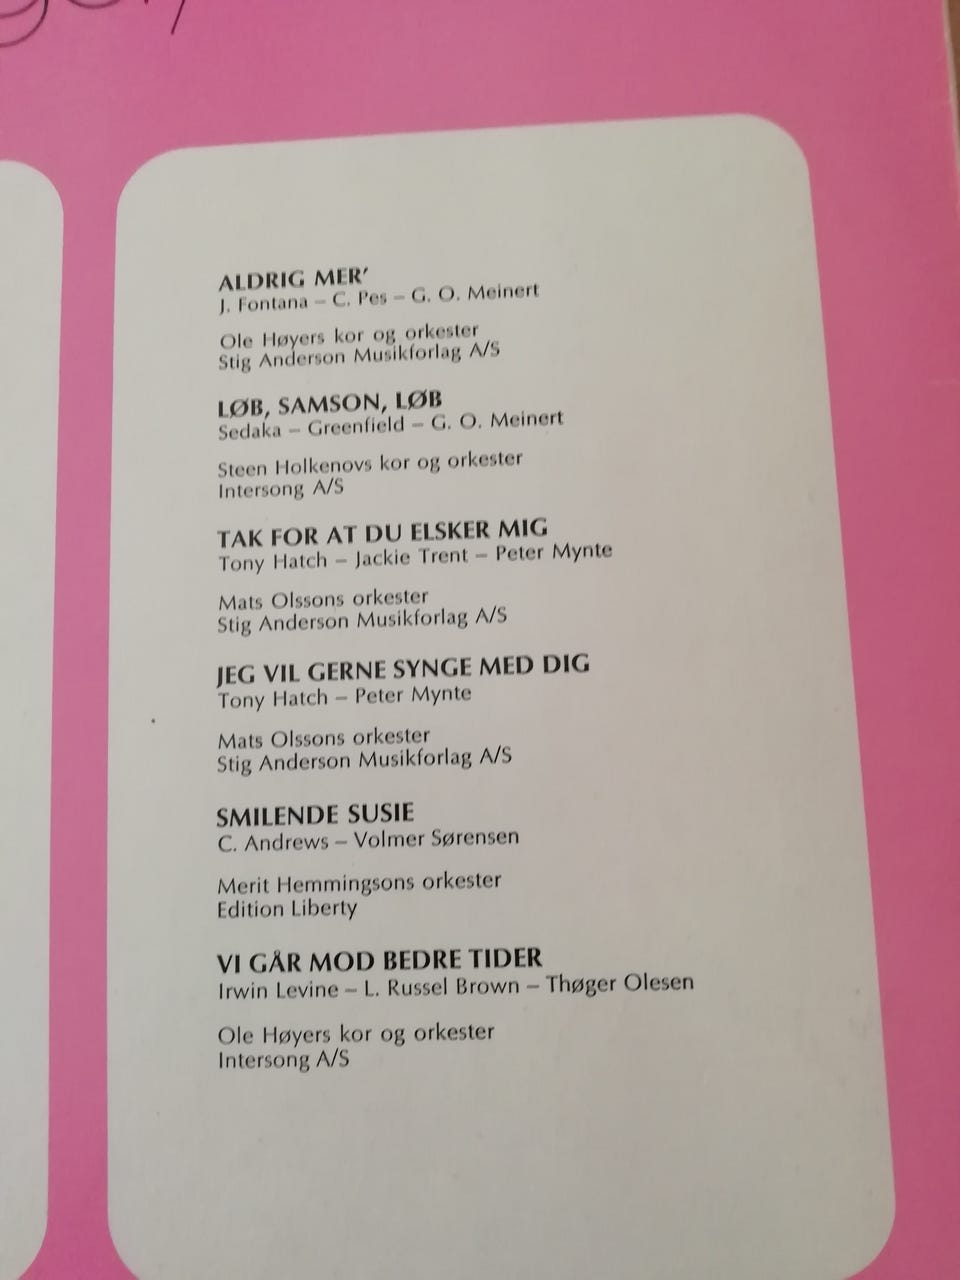 ALDRIG MER'
J. Fontana – C. Pes – G. O. Meinert
Ole Høyers kor og orkester
Stig Anderson Musikforlag A/S
LØB, SAMSON, LØB
Sedaka – Greenfield – G. O. Meinert
Steen Holkenovs kor og orkester
Intersong A/S
TAK FOR AT DU ELSKER MIG
Tony Hatch – Jackie Trent – Peter Mynte
Mats Olssons orkester
Stig Anderson Musikforlag A/S
JEG VIL GERNE SYNGE MED DIG
Tony Hatch – Peter Mynte
Mats Olssons orkester
Stig Anderson Musikforlag A/S
SMILENDE SUSIE
C. Andrews – Volmer Sørensen
Merit Hemmingsons orkester
Edition Liberty
VI GÅR MOD BEDRE TIDER
Irwin Levine – L. Russel Brown – Thøger Olesen
Ole Høyers kor og orkester
Intersong A/S